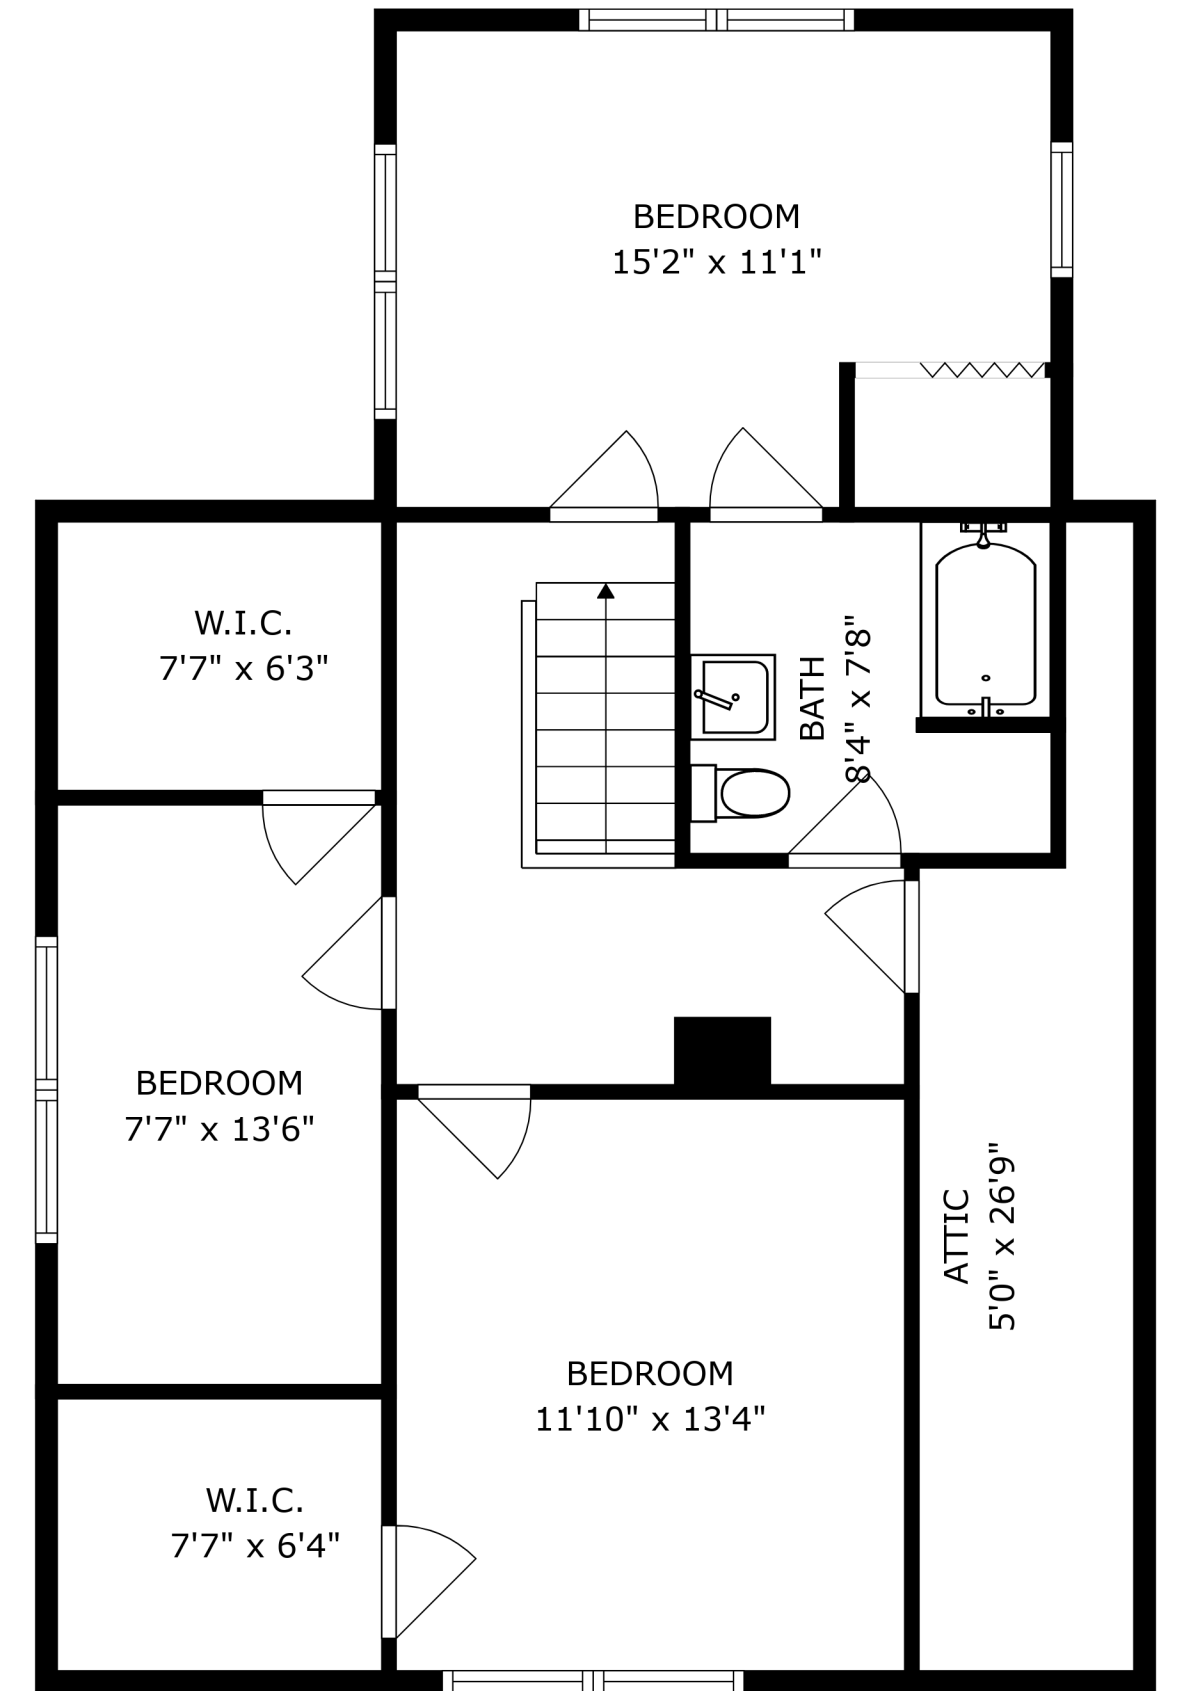 BEDROOM
15'2" x 11'1"
W.I.C.
7'7" x 6'3"
BATH
8'4" x 7'8"
BEDROOM
7'7" x 13'6"
ATTIC
5'0" x 26'9"
BEDROOM
11'10" x 13'4"
W.I.C.
7'7" x 6'4"